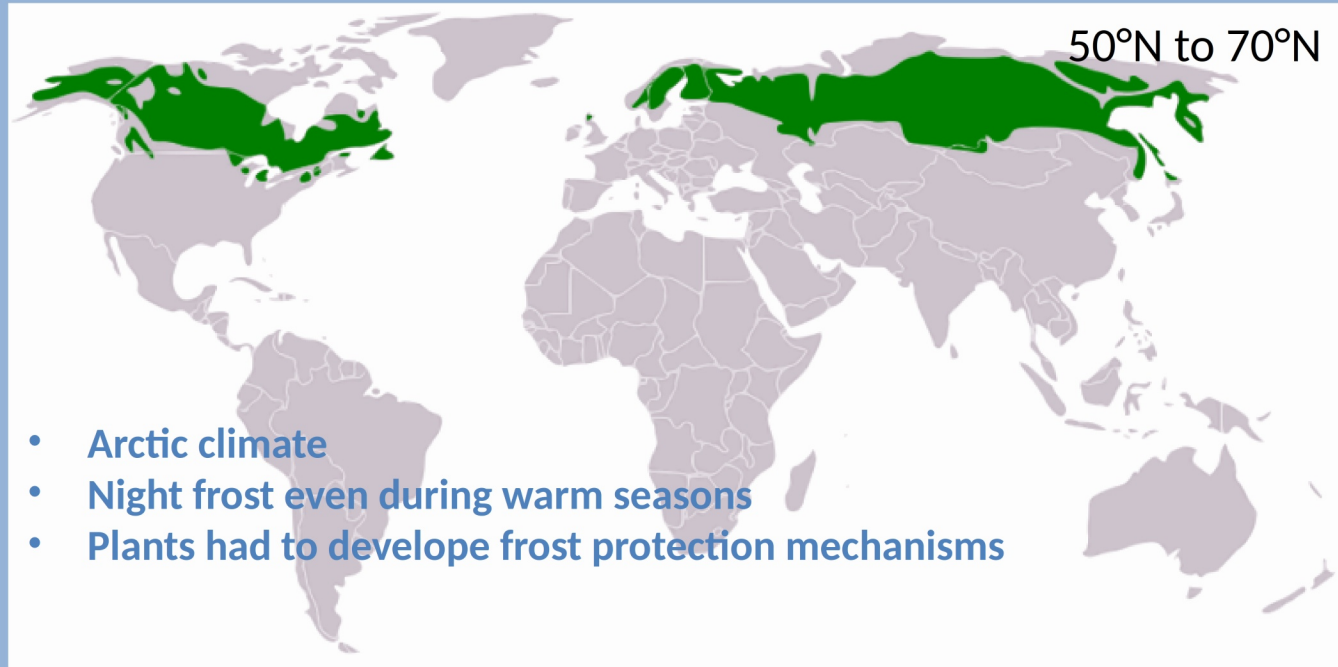 50°N to 70°N
• Arctic climate
• Night frost even during warm seasons
• Plants had to develope frost protection mechanisms